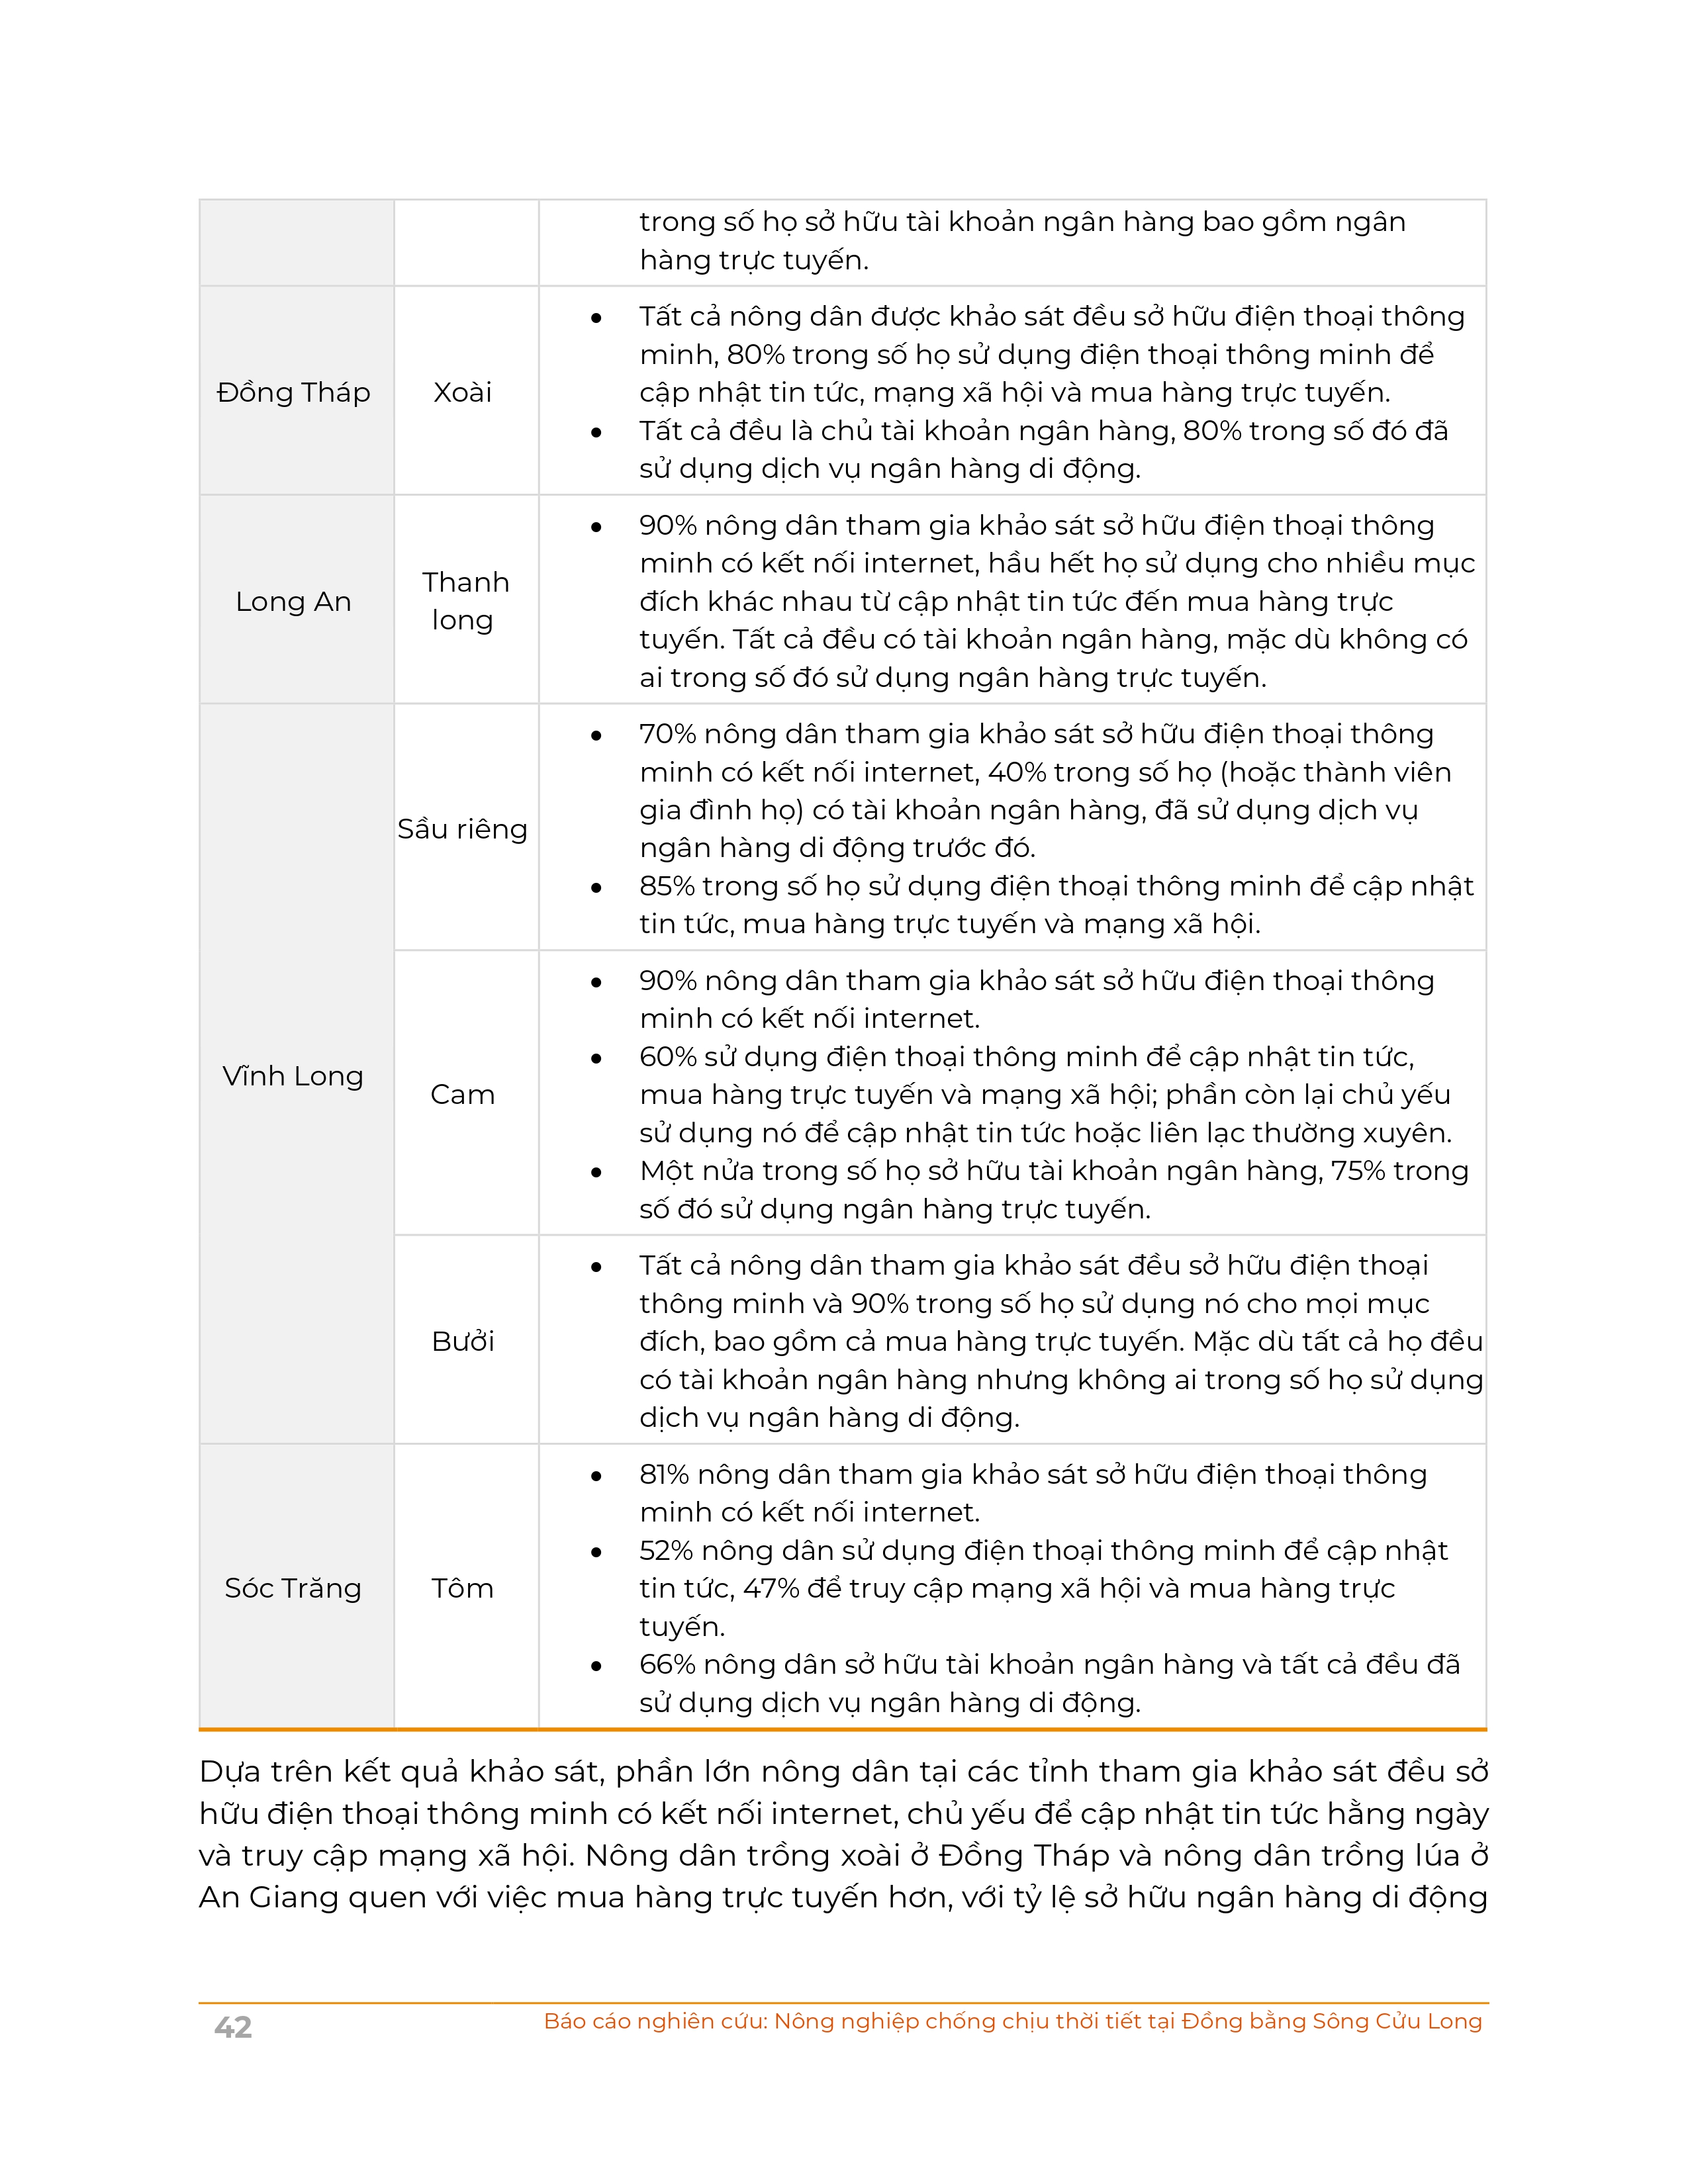 trong số họ sở hữu tài khoản ngân hàng bao gồm ngân
hàng trực tuyến.
Đồng Tháp
Xoài
• Tất cả nông dân được khảo sát đều sở hữu điện thoại thông
minh, 80% trong số họ sử dụng điện thoại thông minh để
cập nhật tin tức, mạng xã hội và mua hàng trực tuyến.
• Tất cả đều là chủ tài khoản ngân hàng, 80% trong số đó đã
sử dụng dịch vụ ngân hàng di động.
Long An
Thanh
long
• 90% nông dân tham gia khảo sát sở hữu điện thoại thông
minh có kết nối internet, hầu hết họ sử dụng cho nhiều mục
đích khác nhau từ cập nhật tin tức đến mua hàng trực
tuyến. Tất cả đều có tài khoản ngân hàng, mặc dù không có
ai trong số đó sử dụng ngân hàng trực tuyến.
Vĩnh Long
Sầu riêng
• 70% nông dân tham gia khảo sát sở hữu điện thoại thông
minh có kết nối internet, 40% trong số họ (hoặc thành viên
gia đình họ) có tài khoản ngân hàng, đã sử dụng dịch vụ
ngân hàng di động trước đó.
• 85% trong số họ sử dụng điện thoại thông minh để cập nhật
tin tức, mua hàng trực tuyến và mạng xã hội.
Cam
• 90% nông dân tham gia khảo sát sở hữu điện thoại thông
minh có kết nối internet.
• 60% sử dụng điện thoại thông minh để cập nhật tin tức,
mua hàng trực tuyến và mạng xã hội; phần còn lại chủ yếu
sử dụng nó để cập nhật tin tức hoặc liên lạc thường xuyên.
• Một nửa trong số họ sở hữu tài khoản ngân hàng, 75% trong
số đó sử dụng ngân hàng trực tuyến.
Bưởi
• Tất cả nông dân tham gia khảo sát đều sở hữu điện thoại
thông minh và 90% trong số họ sử dụng nó cho mọi mục
đích, bao gồm cả mua hàng trực tuyến. Mặc dù tất cả họ đều
có tài khoản ngân hàng nhưng không ai trong số họ sử dụng
dịch vụ ngân hàng di động.
Sóc Trăng
Tôm
• 81% nông dân tham gia khảo sát sở hữu điện thoại thông
minh có kết nối internet.
• 52% nông dân sử dụng điện thoại thông minh để cập nhật
tin tức, 47% để truy cập mạng xã hội và mua hàng trực
tuyến.
• 66% nông dân sở hữu tài khoản ngân hàng và tất cả đều đã
sử dụng dịch vụ ngân hàng di động.
Dựa trên kết quả khảo sát, phần lớn nông dân tại các tỉnh tham gia khảo sát đều sở
hữu điện thoại thông minh có kết nối internet, chủ yếu để cập nhật tin tức hằng ngày
và truy cập mạng xã hội. Nông dân trồng xoài ở Đồng Tháp và nông dân trồng lúa ở
An Giang quen với việc mua hàng trực tuyến hơn, với tỷ lệ sở hữu ngân hàng di động
42
Báo cáo nghiên cứu: Nông nghiệp chống chịu thời tiết tại Đồng bằng Sông Cửu Long